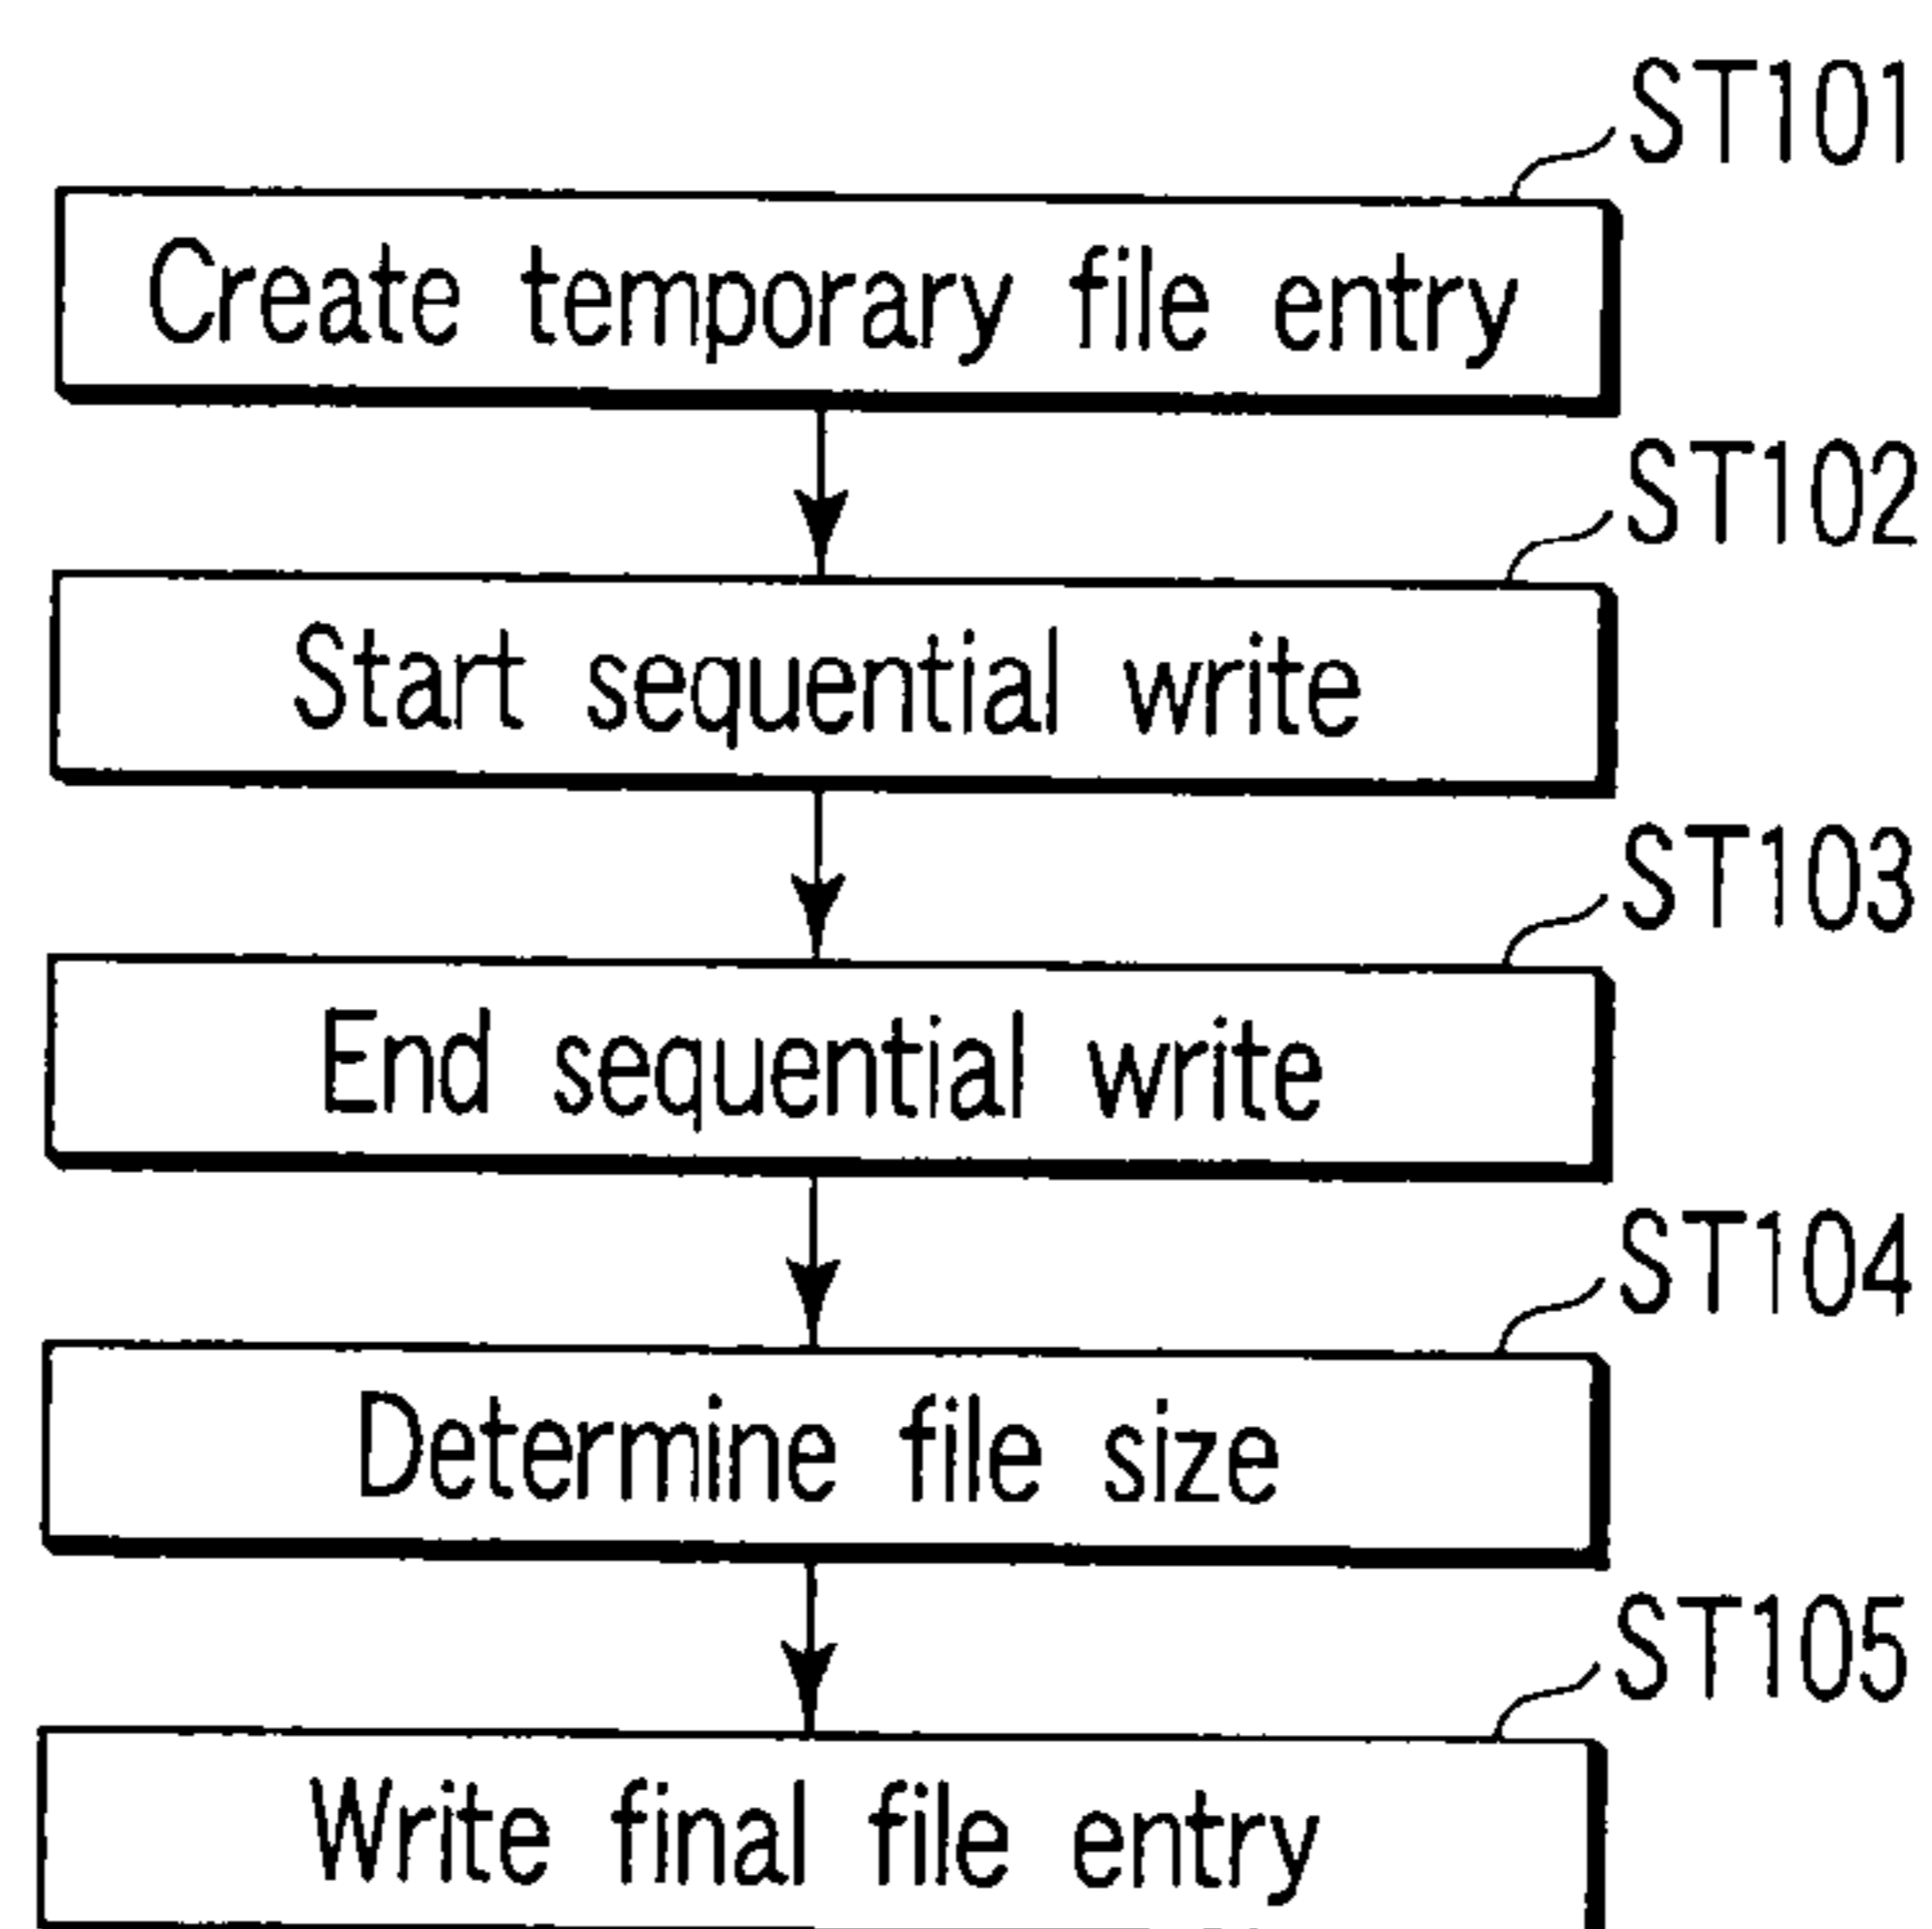 ST101
Create temporary file entry
ST102
Start sequential write
ST103
End sequential write
ST104
Determine file size
ST105
Write final file entry